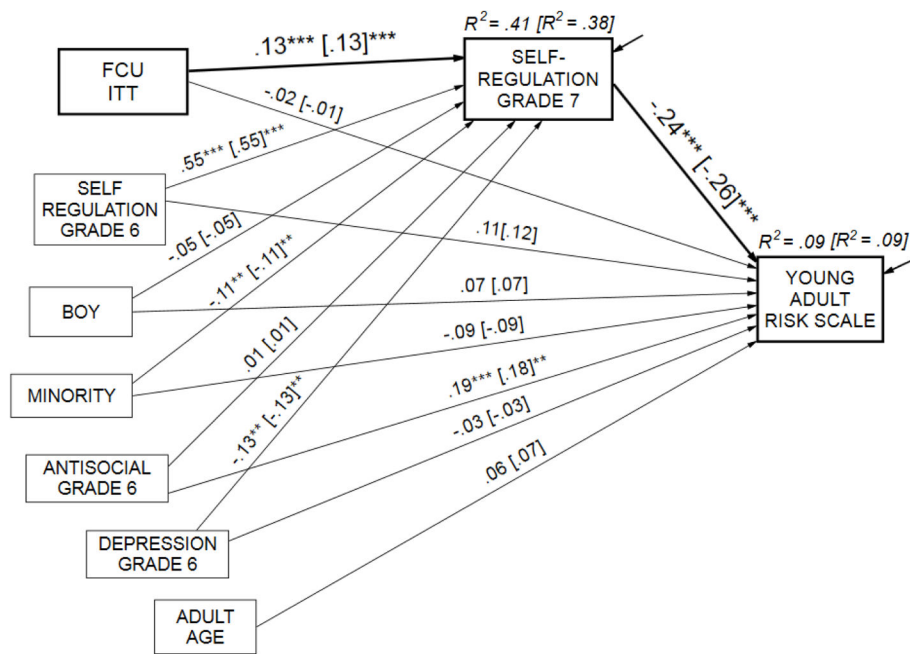 R² = .41 [R² = .38]
.13*** [.13]***
FCU
ITT
SELF-
REGULATION
GRADE 7
-.02 [-.01]
.55*** [.55]***
-.24*** [-.26]***
SELF
REGULATION
GRADE 6
-.05 [-.05]
.11[.12]
R² = .09 [R² = .09]
-.11** [-.11]**
BOY
.07 [.07]
YOUNG
ADULT
RISK SCALE
-.09 [-.09]
MINORITY
.01 [.01]
.19*** [.18]**
-.13** [-.13]**
-.03 [-.03]
ANTISOCIAL
GRADE 6
.06 [.07]
DEPRESSION
GRADE 6
ADULT
AGE